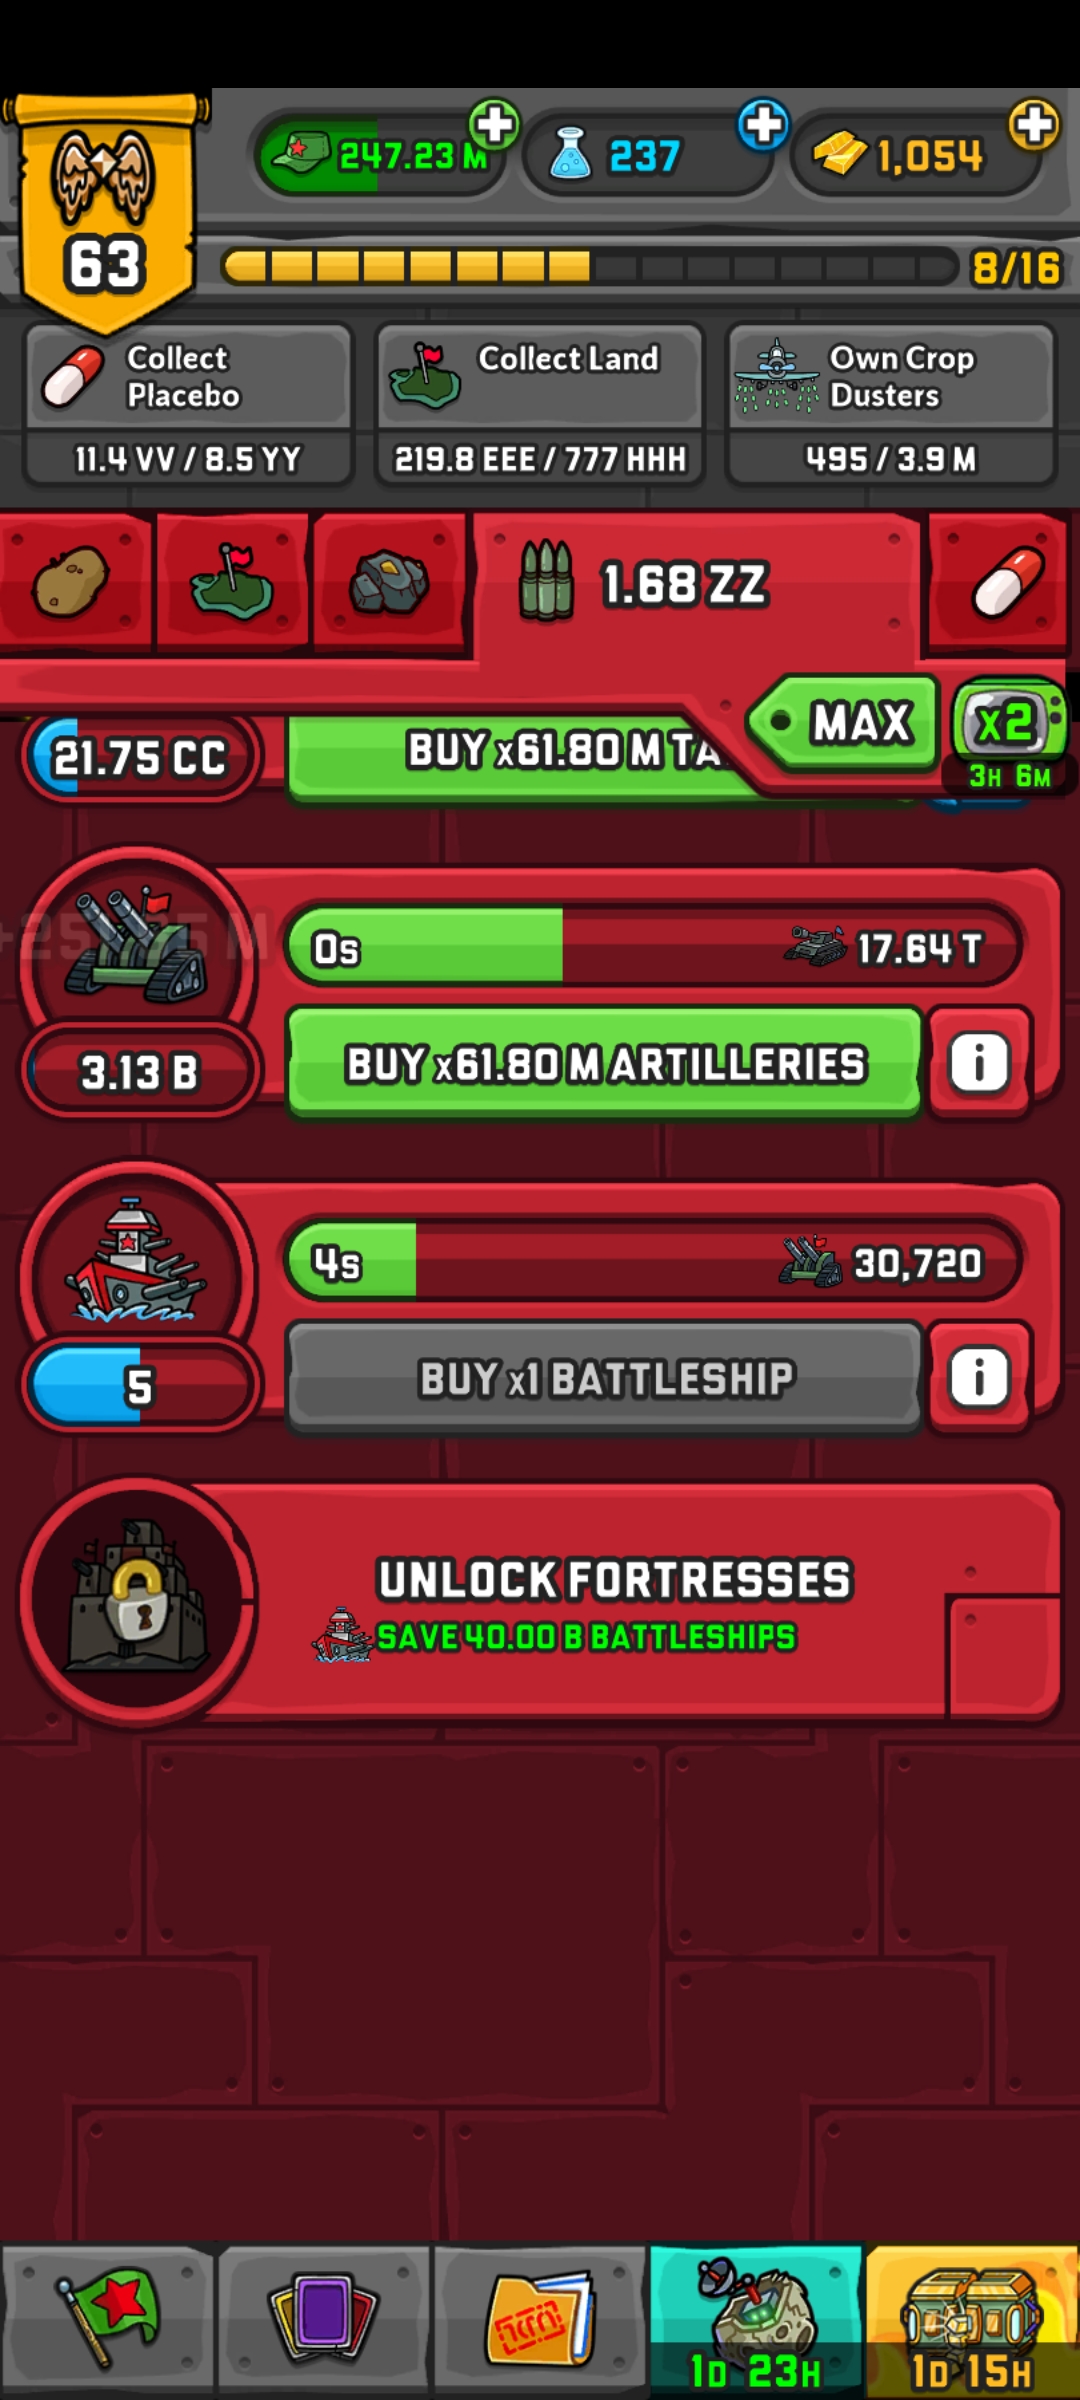 247.23 M
237
1,054
63
8/16
Collect
Placebo
11.4 VV / 8.5 YY
Collect Land
219.8 EEE / 777 HHH
Own Crop
Dusters
495 / 3.9 M
1.68 ZZ
MAX
x2
3H 6M
21.75 CC
BUY x61.80 M TA
0s
17.64 T
3.13 B
BUY x61.80 M ARTILLERIES
i
4s
30,720
5
BUY x1 BATTLESHIP
i
UNLOCK FORTRESSES
SAVE 40.00 B BATTLESHIPS
1D 23H
1D 15H